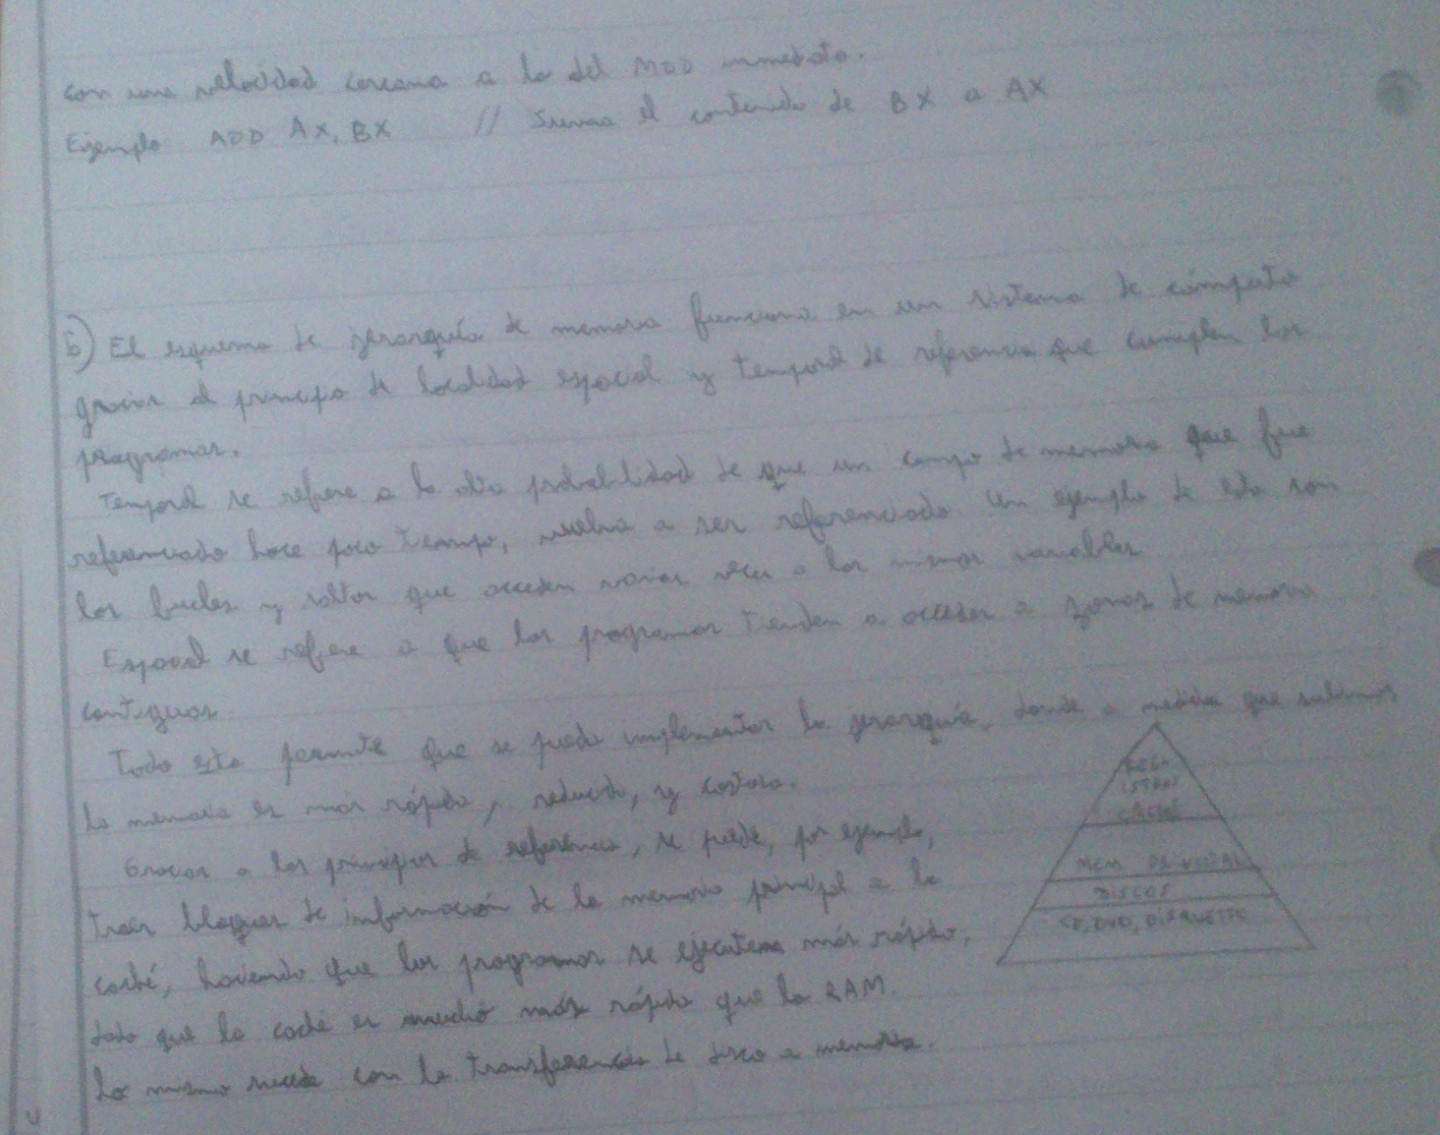 con una velocidad cercana a la del MDD inmediato.
Ejemplo ADD AX, BX // Suma el contenido de BX a AX
6) El esquema de jerarquía de memoria funciona en un sistema de cómputo
gracias al principio de localidad espacial y temporal de referencia que cumplen los
programas.
Temporal se refiere a la alta probabilidad de que un campo de memoria que fue
referenciado hace poco tiempo, vuelva a ser referenciado. Un ejemplo de esto son
los bucles y saltos que acceden varias veces a las mismas variables
Espacial se refiere a que los programas tienden a acceder a zonas de memoria
contiguas.
Todo esto permite que se pueda implementar la jerarquía, donde a medida que subimos
la memoria es más rápida, reducida, y costosa.
Gracias a los principios de referencia, se puede, por ejemplo,
traer bloques de información de la memoria principal a la
caché, haciendo que los programas se ejecuten más rápido,
dado que la caché es mucho más rápida que la RAM.
Lo mismo sucede con la transferencia de disco a memoria.
REGI
STROS
CACHÉ
MEM PRINCIPAL
DISCOS
CD, DVD, DISKETTE